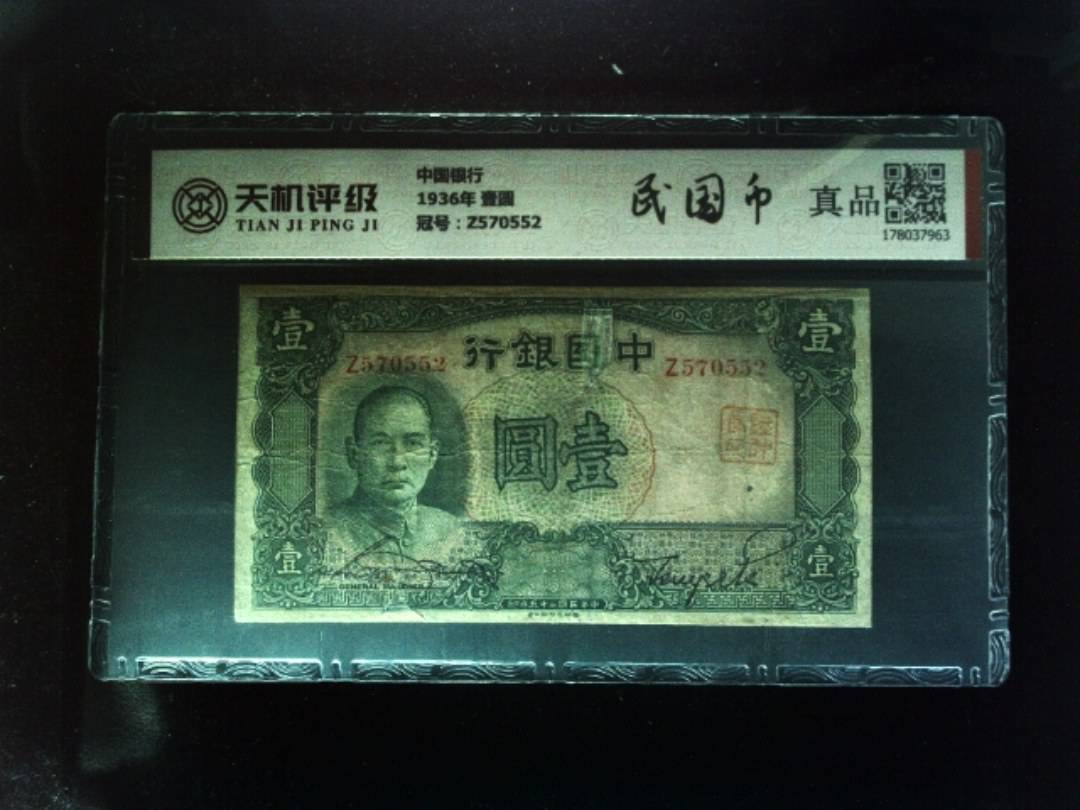 天机评级
TIAN JI PING JI
中国银行
1936年 壹圆
冠号：Z570552
民国币
真品
178037963
壹
壹
行銀國中
Z570552
Z570552
圓壹
壹
壹
GENERAL MANAGER